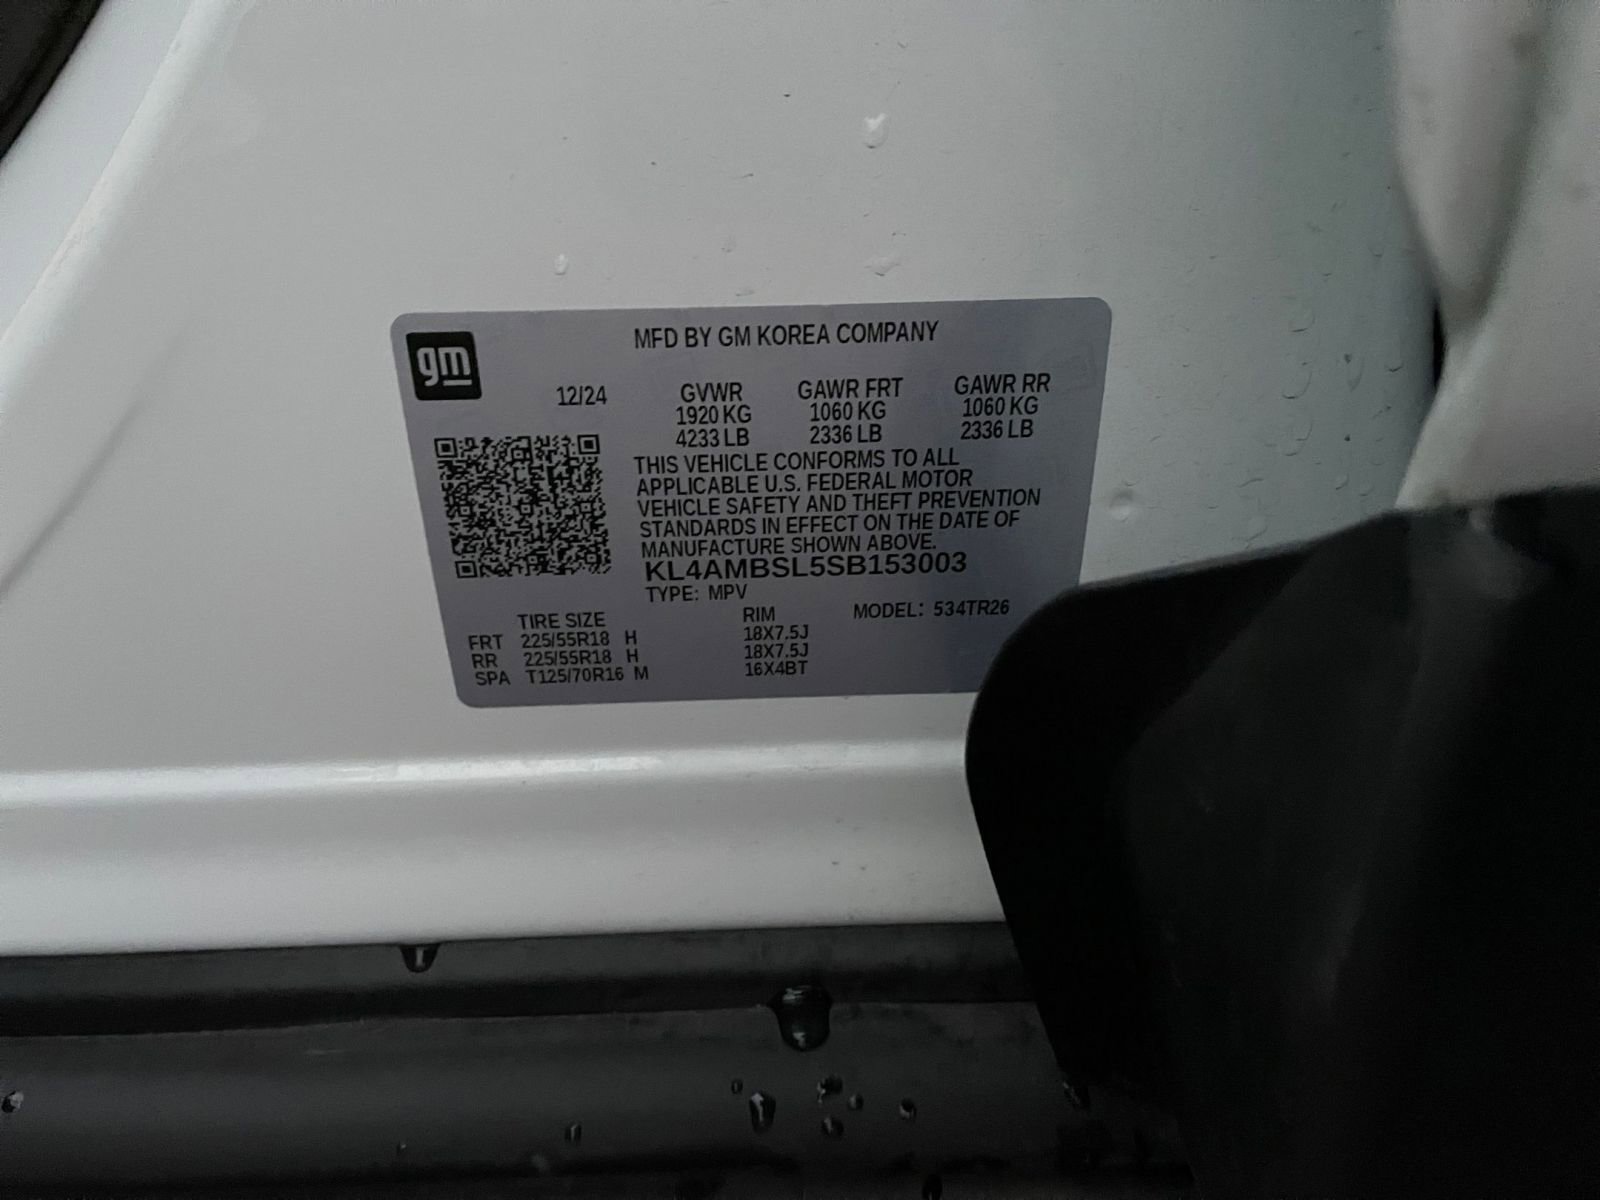 gm
MFD BY GM KOREA COMPANY
12/24 GVWR GAWR FRT GAWR RR
1920 KG 1060 KG 1060 KG
4233 LB 2336 LB 2336 LB
THIS VEHICLE CONFORMS TO ALL
APPLICABLE U.S. FEDERAL MOTOR
VEHICLE SAFETY AND THEFT PREVENTION
STANDARDS IN EFFECT ON THE DATE OF
MANUFACTURE SHOWN ABOVE.
KL4AMBSL5SB153003
TYPE: MPV
TIRE SIZE RIM MODEL: 534TR26
FRT 225/55R18 H 18X7.5J
RR 225/55R18 H 18X7.5J
SPA T125/70R16 M 16X4BT